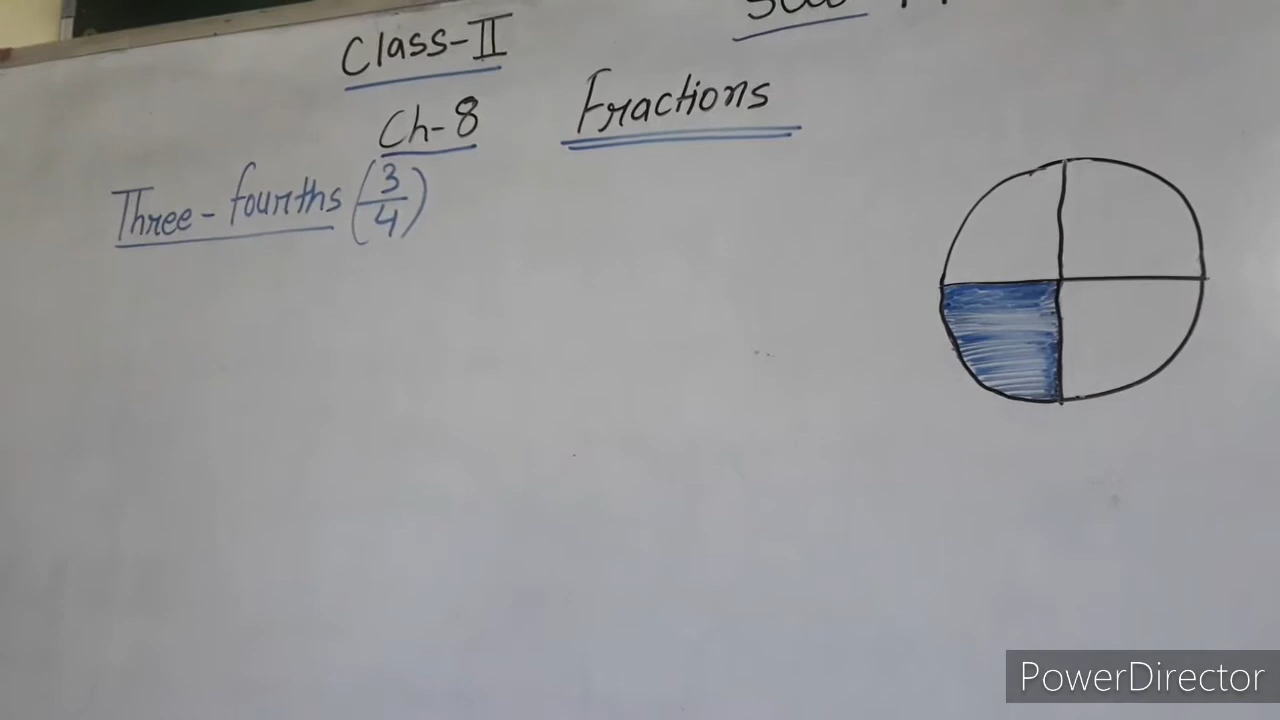 Class-II
Ch-8 Fractions
Three-fourths (3/4)
PowerDirector